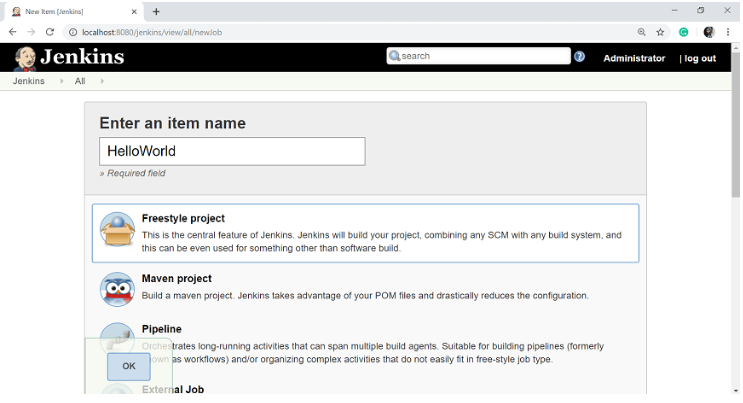 New Item [Jenkins]
localhost:8080/jenkins/view/all/newJob
Jenkins
search
Administrator
| log out
Jenkins
All
Enter an item name
HelloWorld
» Required field
Freestyle project
This is the central feature of Jenkins. Jenkins will build your project, combining any SCM with any build system, and
this can be even used for something other than software build.
Maven project
Build a maven project. Jenkins takes advantage of your POM files and drastically reduces the configuration.
Pipeline
Orchestrates long-running activities that can span multiple build agents. Suitable for building pipelines (formerly
as workflows) and/or organizing complex activities that do not easily fit in free-style job type.
OK
External Job